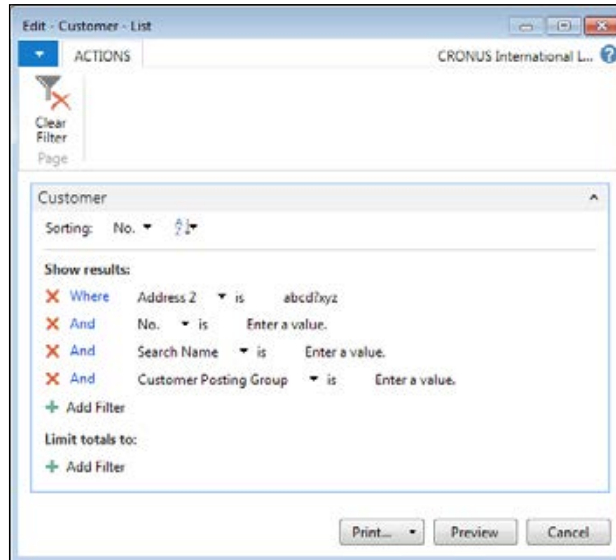 Edit - Customer - List
ACTIONS CRONUS International L...
Clear
Filter
Page
Customer
Sorting: No.
Show results:
Where Address 2 is abcd?xyz
And No. is Enter a value.
And Search Name is Enter a value.
And Customer Posting Group is Enter a value.
Add Filter
Limit totals to:
Add Filter
Print... Preview Cancel